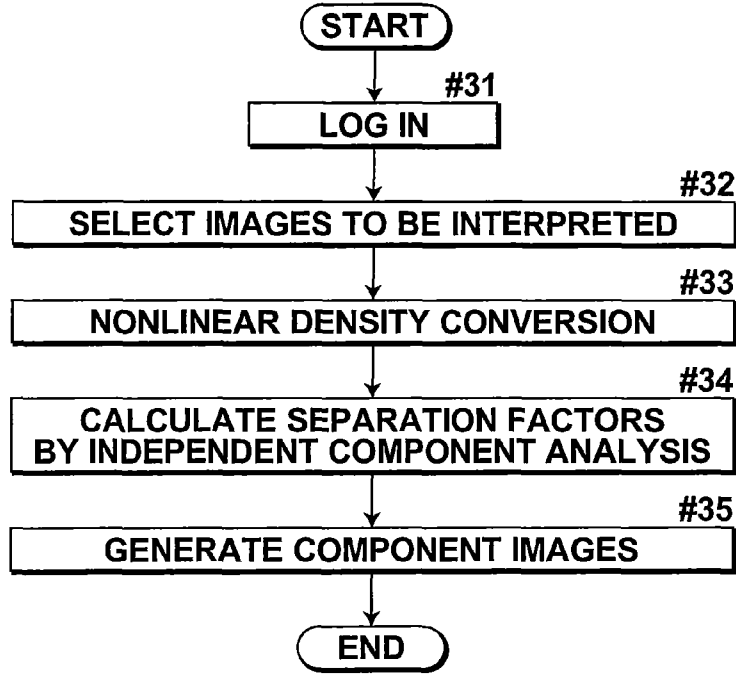 START
#31
LOG IN
#32
SELECT IMAGES TO BE INTERPRETED
#33
NONLINEAR DENSITY CONVERSION
#34
CALCULATE SEPARATION FACTORS
BY INDEPENDENT COMPONENT ANALYSIS
#35
GENERATE COMPONENT IMAGES
END